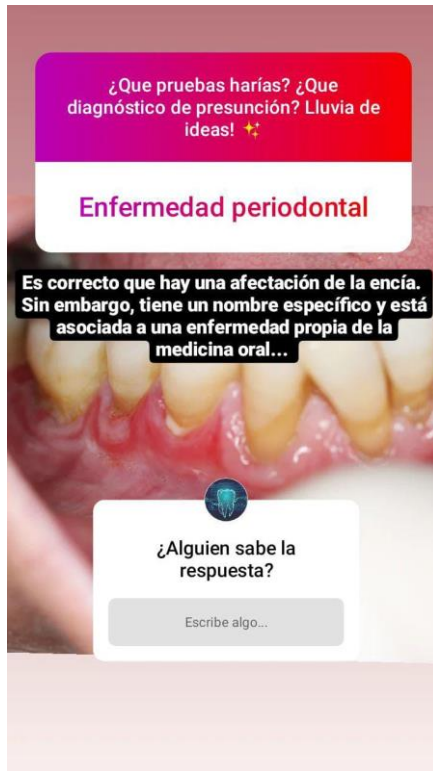 ¿Que pruebas harías? ¿Que
diagnóstico de presunción? Lluvia de
ideas! ✨
Enfermedad periodontal
Es correcto que hay una afectación de la encía.
Sin embargo, tiene un nombre específico y está
asociada a una enfermedad propia de la
medicina oral...
¿Alguien sabe la
respuesta?
Escribe algo...